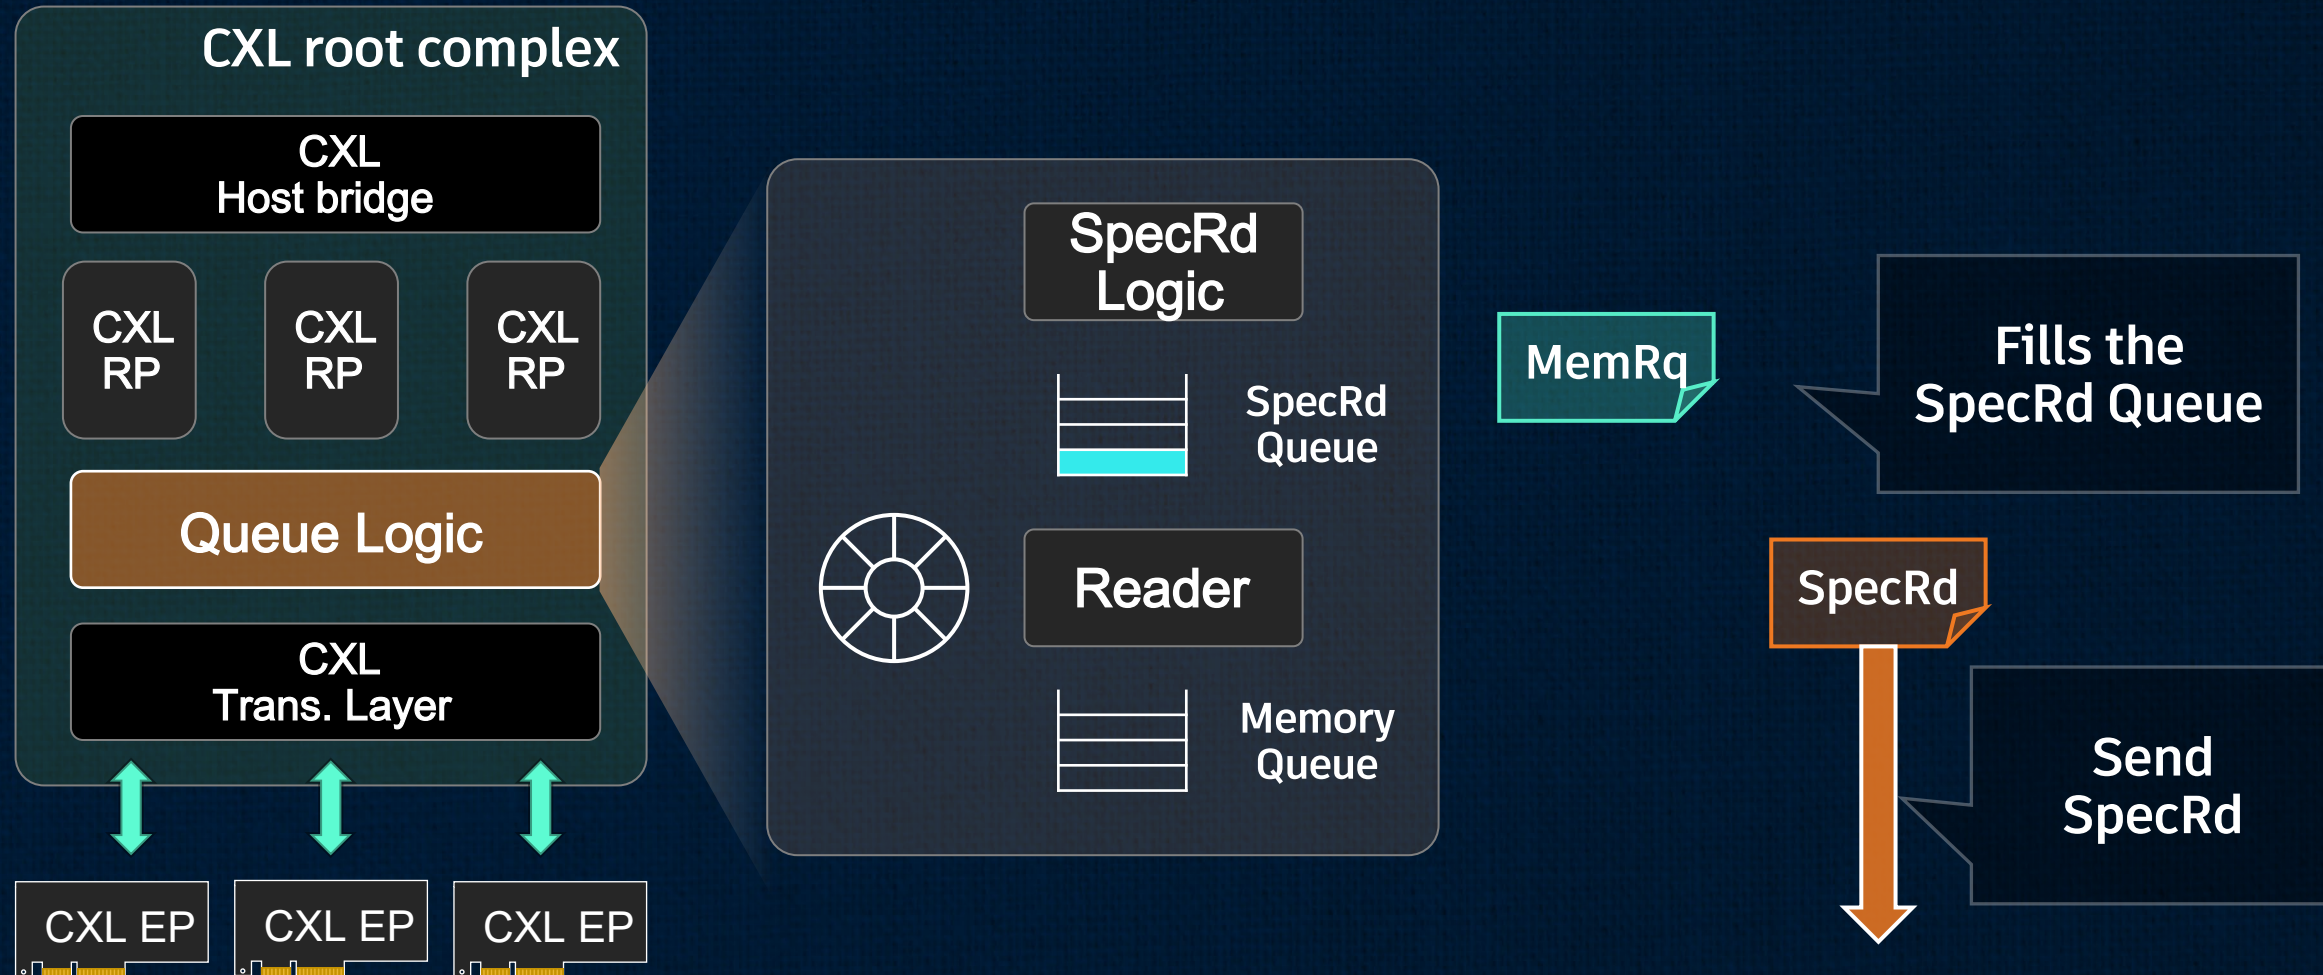 CXL root complex
CXL
Host bridge
CXL
RP
CXL
RP
CXL
RP
Queue Logic
CXL
Trans. Layer
CXL EP
CXL EP
CXL EP
SpecRd
Logic
SpecRd
Queue
Reader
Memory
Queue
MemRq
Fills the
SpecRd Queue
SpecRd
Send
SpecRd